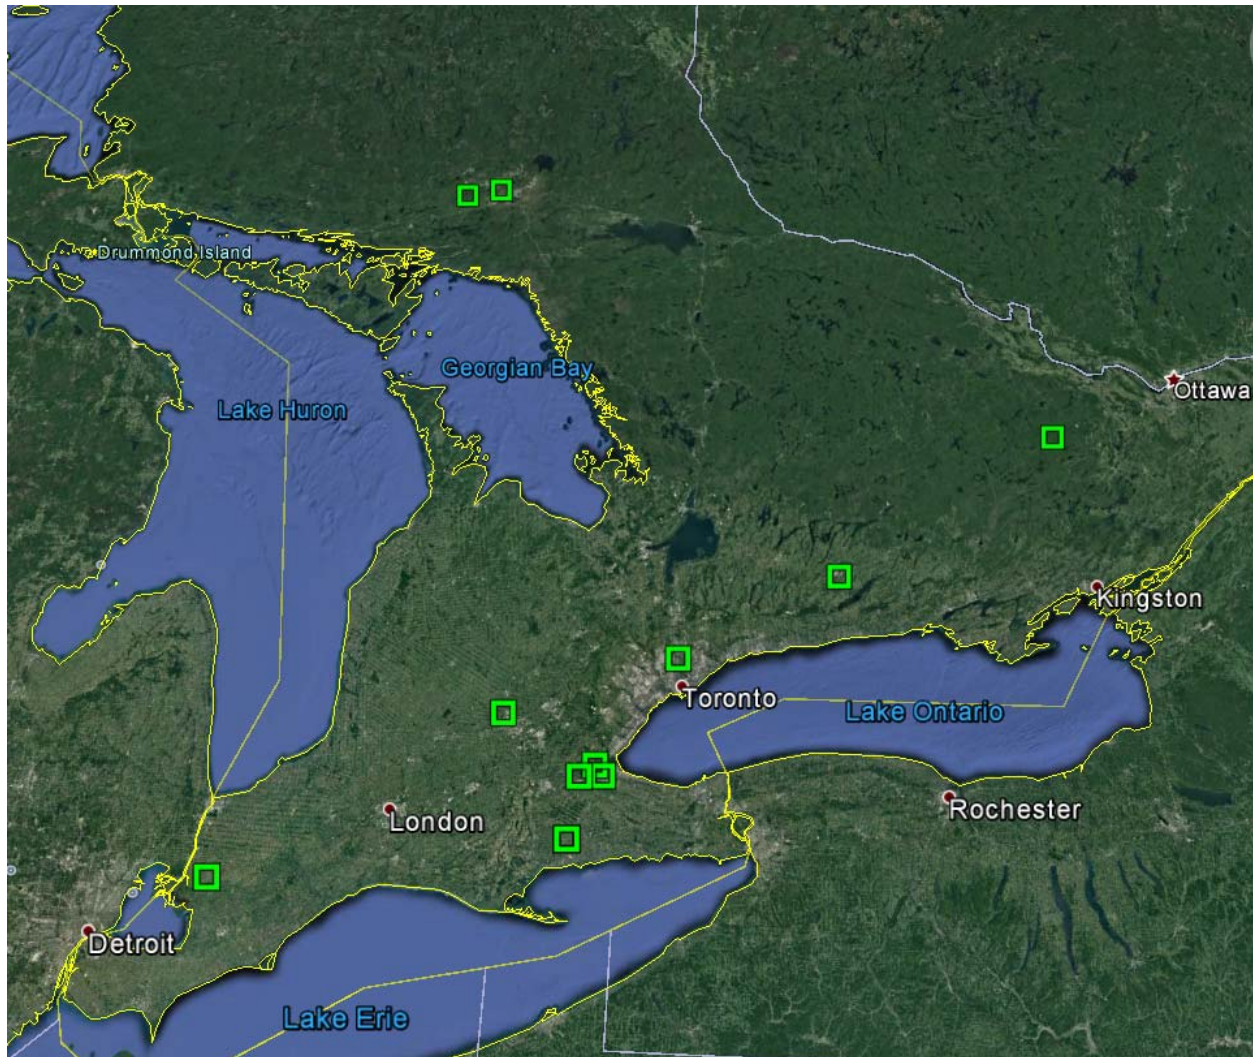 Drummond Island
Georgian Bay
Ottawa
Lake Huron
Kingston
Toronto
Lake Ontario
Rochester
London
Detroit
Lake Erie